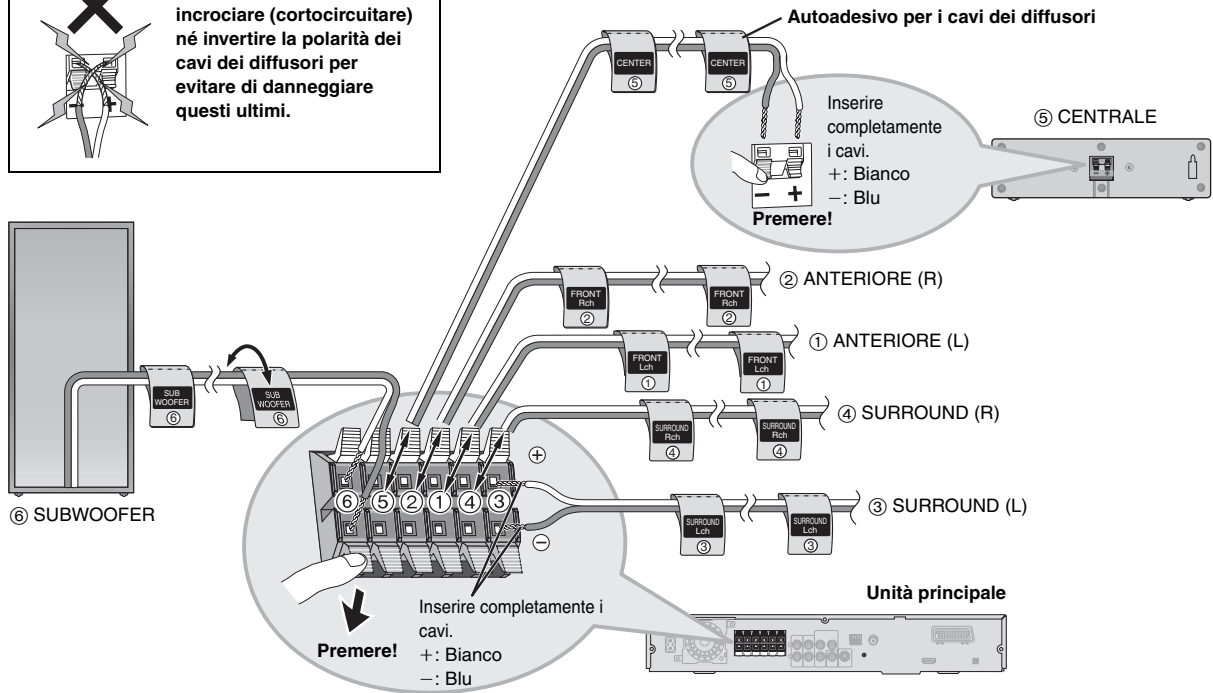 incrociare (cortocircuitare)
né invertire la polarità dei
cavi dei diffusori per
evitare di danneggiare
questi ultimi.
− +
Autoadesivo per i cavi dei diffusori
CENTER
⑤
CENTER
⑤
Inserire
completamente
i cavi.
+: Bianco
−: Blu
− +
Premere!
⑤ CENTRALE
FRONT
Rch
②
FRONT
Rch
②
② ANTERIORE (R)
FRONT
Lch
①
FRONT
Lch
①
① ANTERIORE (L)
SUB
WOOFER
⑥
SUB
WOOFER
⑥
SURROUND
Rch
④
SURROUND
Rch
④
④ SURROUND (R)
⊕
⑥ ⑤ ② ① ④ ③
⊖
SURROUND
Lch
③
SURROUND
Lch
③
③ SURROUND (L)
⑥ SUBWOOFER
Inserire completamente i
cavi.
+: Bianco
−: Blu
Premere!
Unità principale